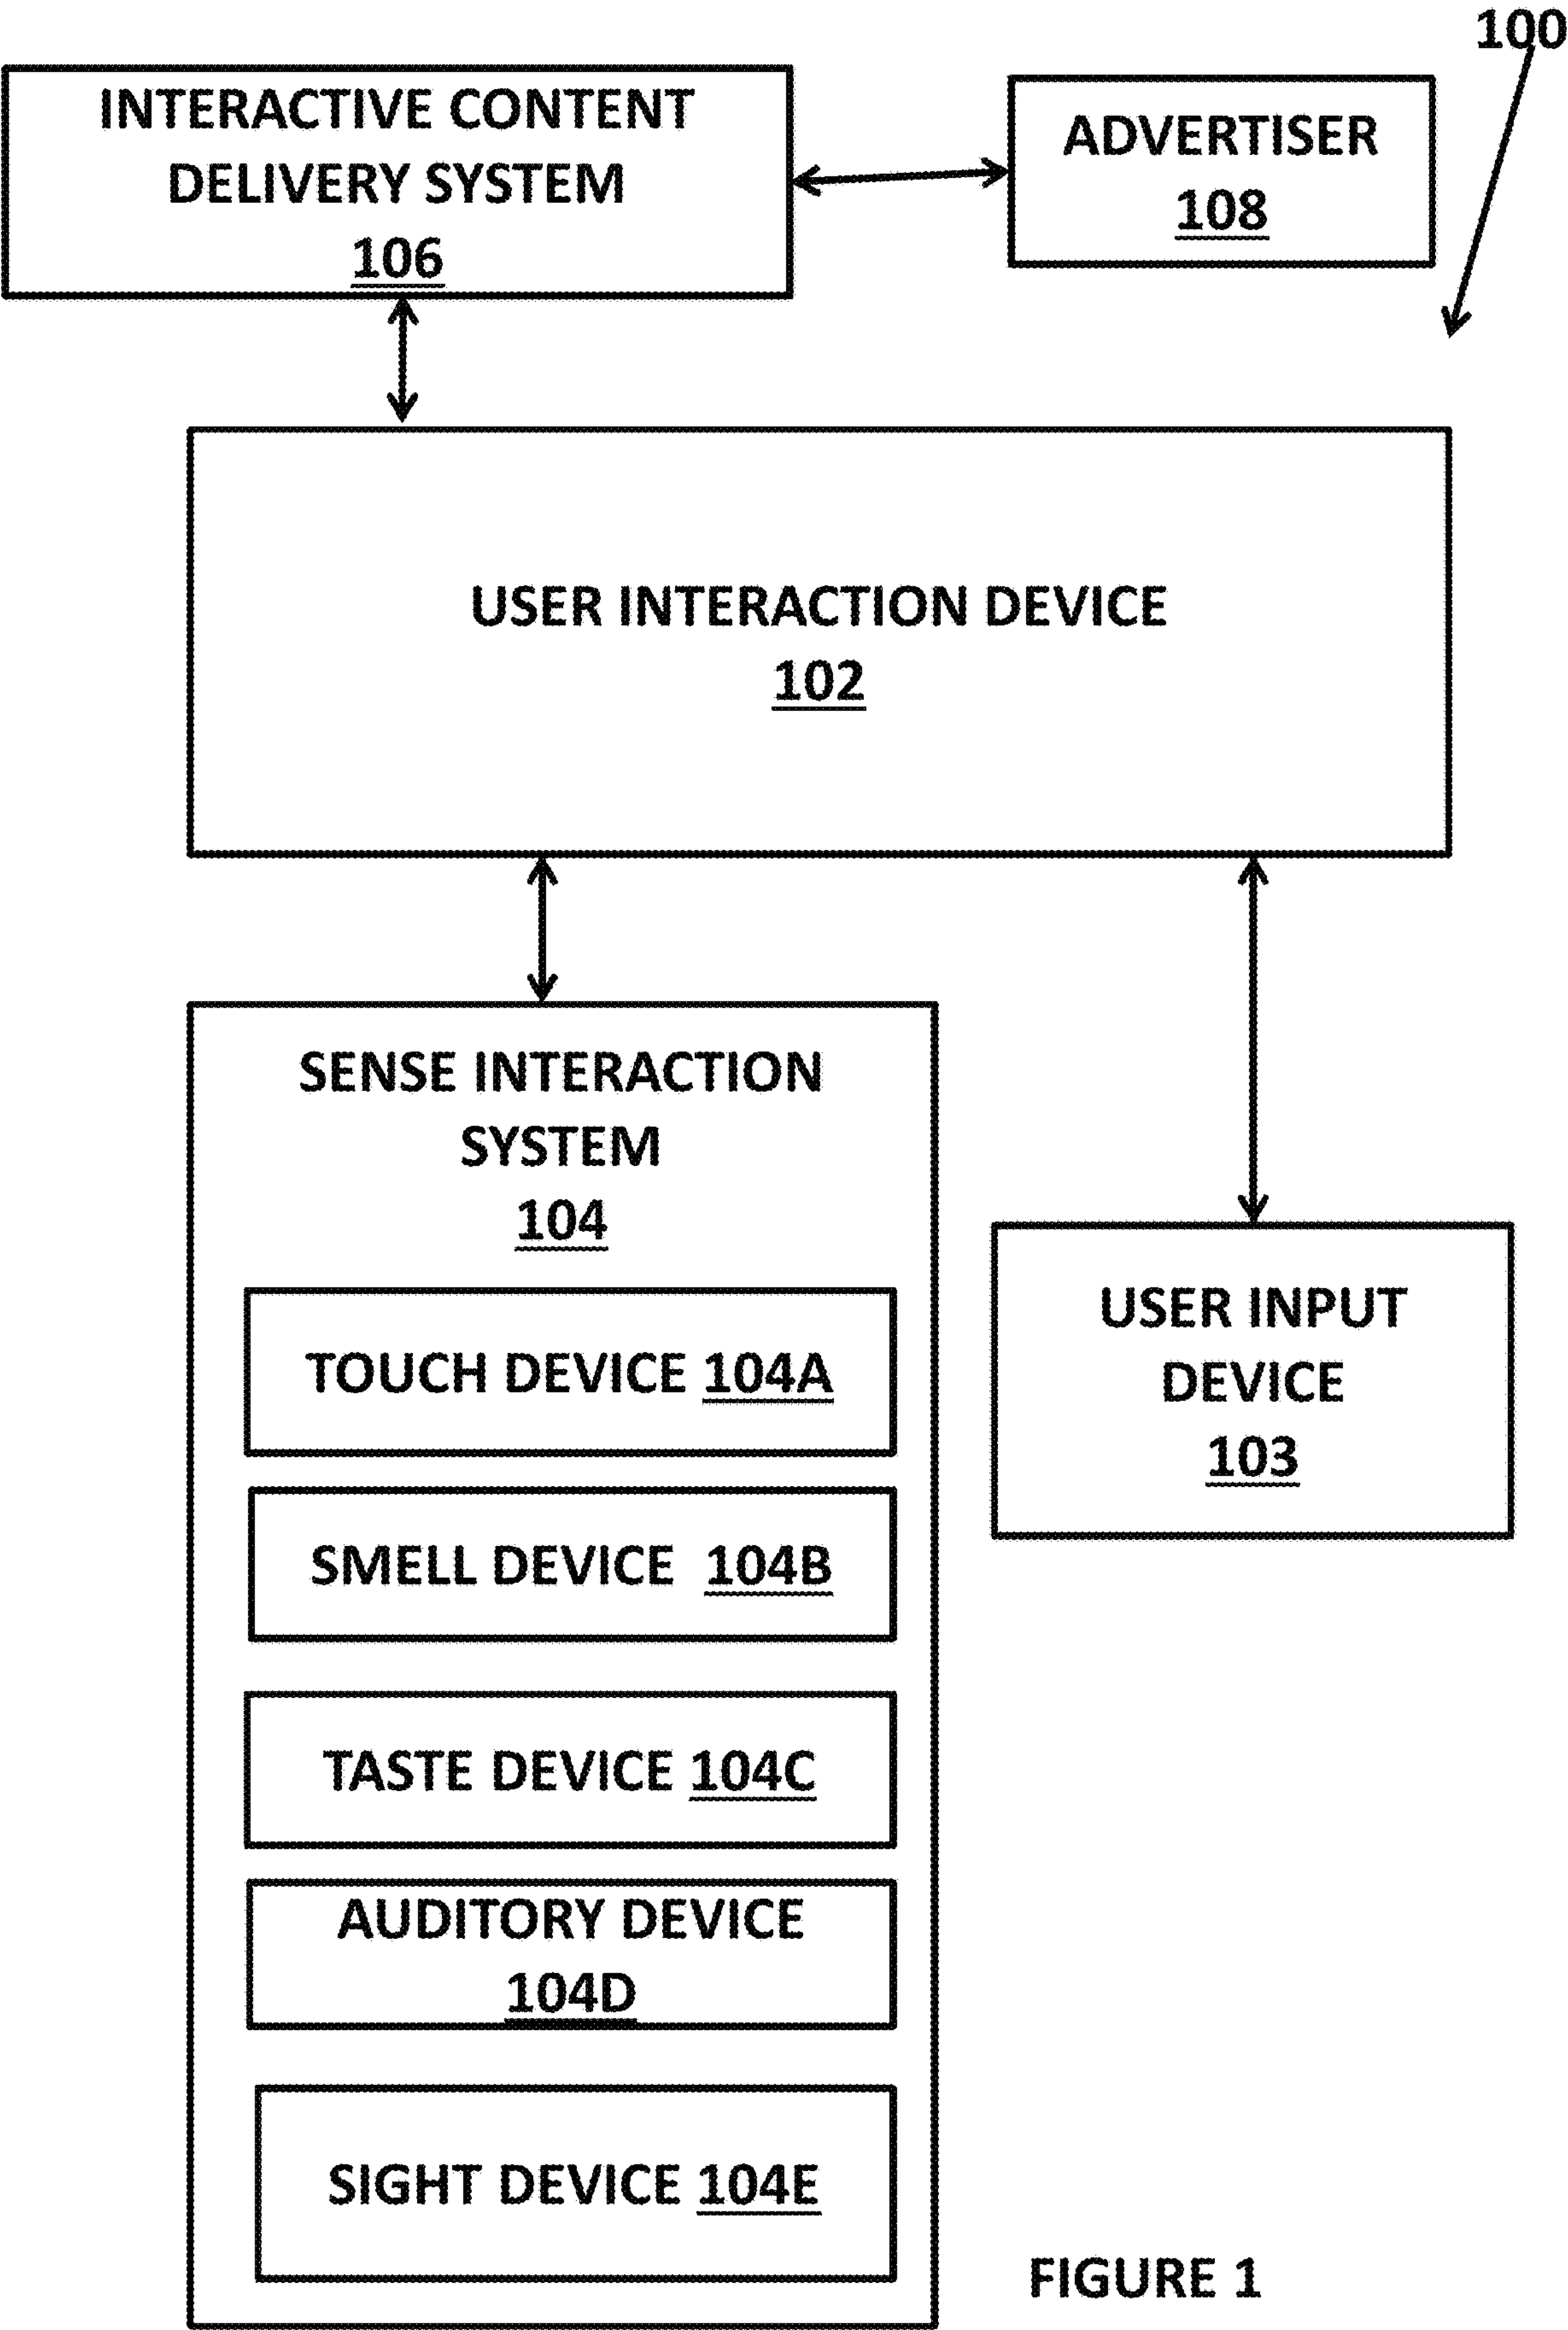 100
INTERACTIVE CONTENT
DELIVERY SYSTEM
106
ADVERTISER
108
USER INTERACTION DEVICE
102
SENSE INTERACTION
SYSTEM
104
TOUCH DEVICE 104A
SMELL DEVICE 104B
TASTE DEVICE 104C
AUDITORY DEVICE
104D
SIGHT DEVICE 104E
USER INPUT
DEVICE
103
FIGURE 1